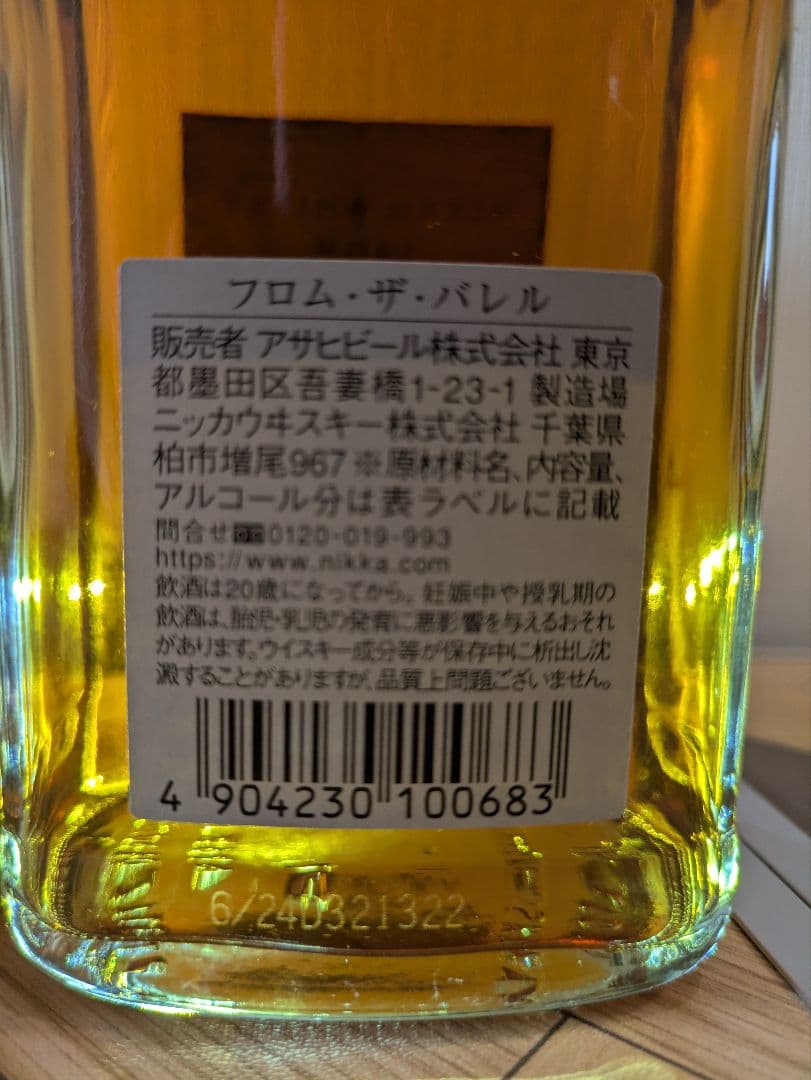 フロム・ザ・バレル
販売者 アサヒビール株式会社 東京
都墨田区吾妻橋1-23-1 製造場
ニッカウヰスキー株式会社 千葉県
柏市増尾967 ※原材料名、内容量、
アルコール分は表ラベルに記載
問合せ 0120-019-993
https://www.nikka.com
飲酒は20歳になってから。妊娠中や授乳期の
飲酒は、胎児・乳児の発育に悪影響を与えるおそれ
があります。ウイスキー成分等が保存中に析出し沈
澱することがありますが、品質上問題ございません。
4 904230 100683
6/24D321322